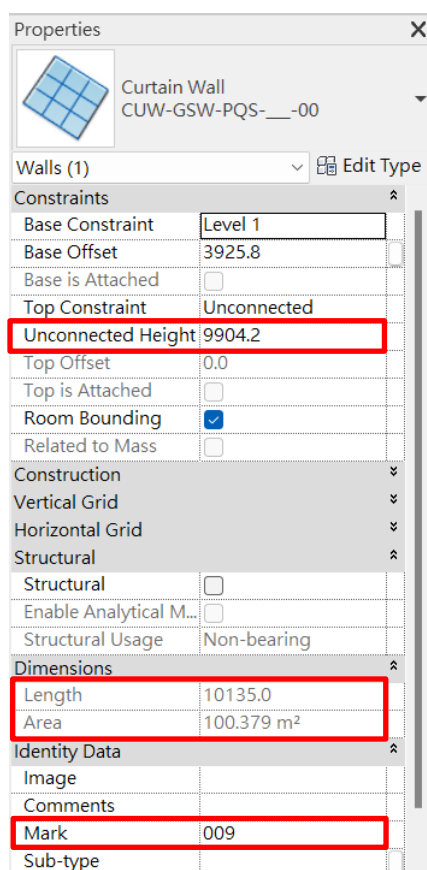 Properties
Curtain Wall
CUW-GSW-PQS-___-00
Walls (1) Edit Type
Constraints
Base Constraint Level 1
Base Offset 3925.8
Base is Attached
Top Constraint Unconnected
Unconnected Height 9904.2
Top Offset 0.0
Top is Attached
Room Bounding
Related to Mass
Construction
Vertical Grid
Horizontal Grid
Structural
Structural
Enable Analytical M...
Structural Usage Non-bearing
Dimensions
Length 10135.0
Area 100.379 m²
Identity Data
Image
Comments
Mark 009
Sub-type